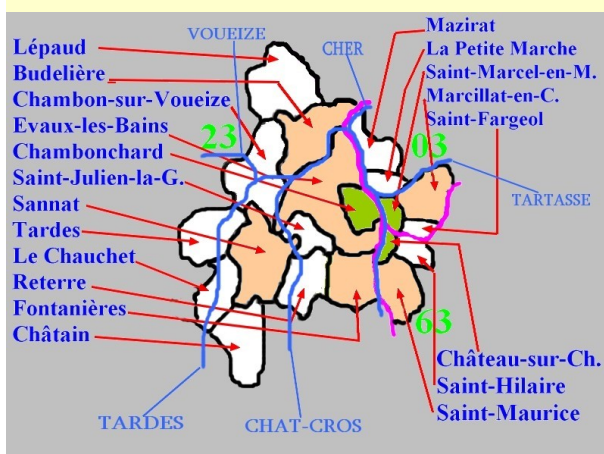 VOUEIZE
CHER
Lépaud
Budelière
Chambon-sur-Voueize
Evaux-les-Bains
Chambonchard
Saint-Julien-la-G.
Sannat
Tardes
Le Chauchet
Reterre
Fontanières
Châtain
23
Mazirat
La Petite Marche
Saint-Marcel-en-M.
Marcillat-en-C.
Saint-Fargeol
03
TARTASSE
63
Château-sur-Ch.
Saint-Hilaire
Saint-Maurice
TARDES
CHAT-CROS